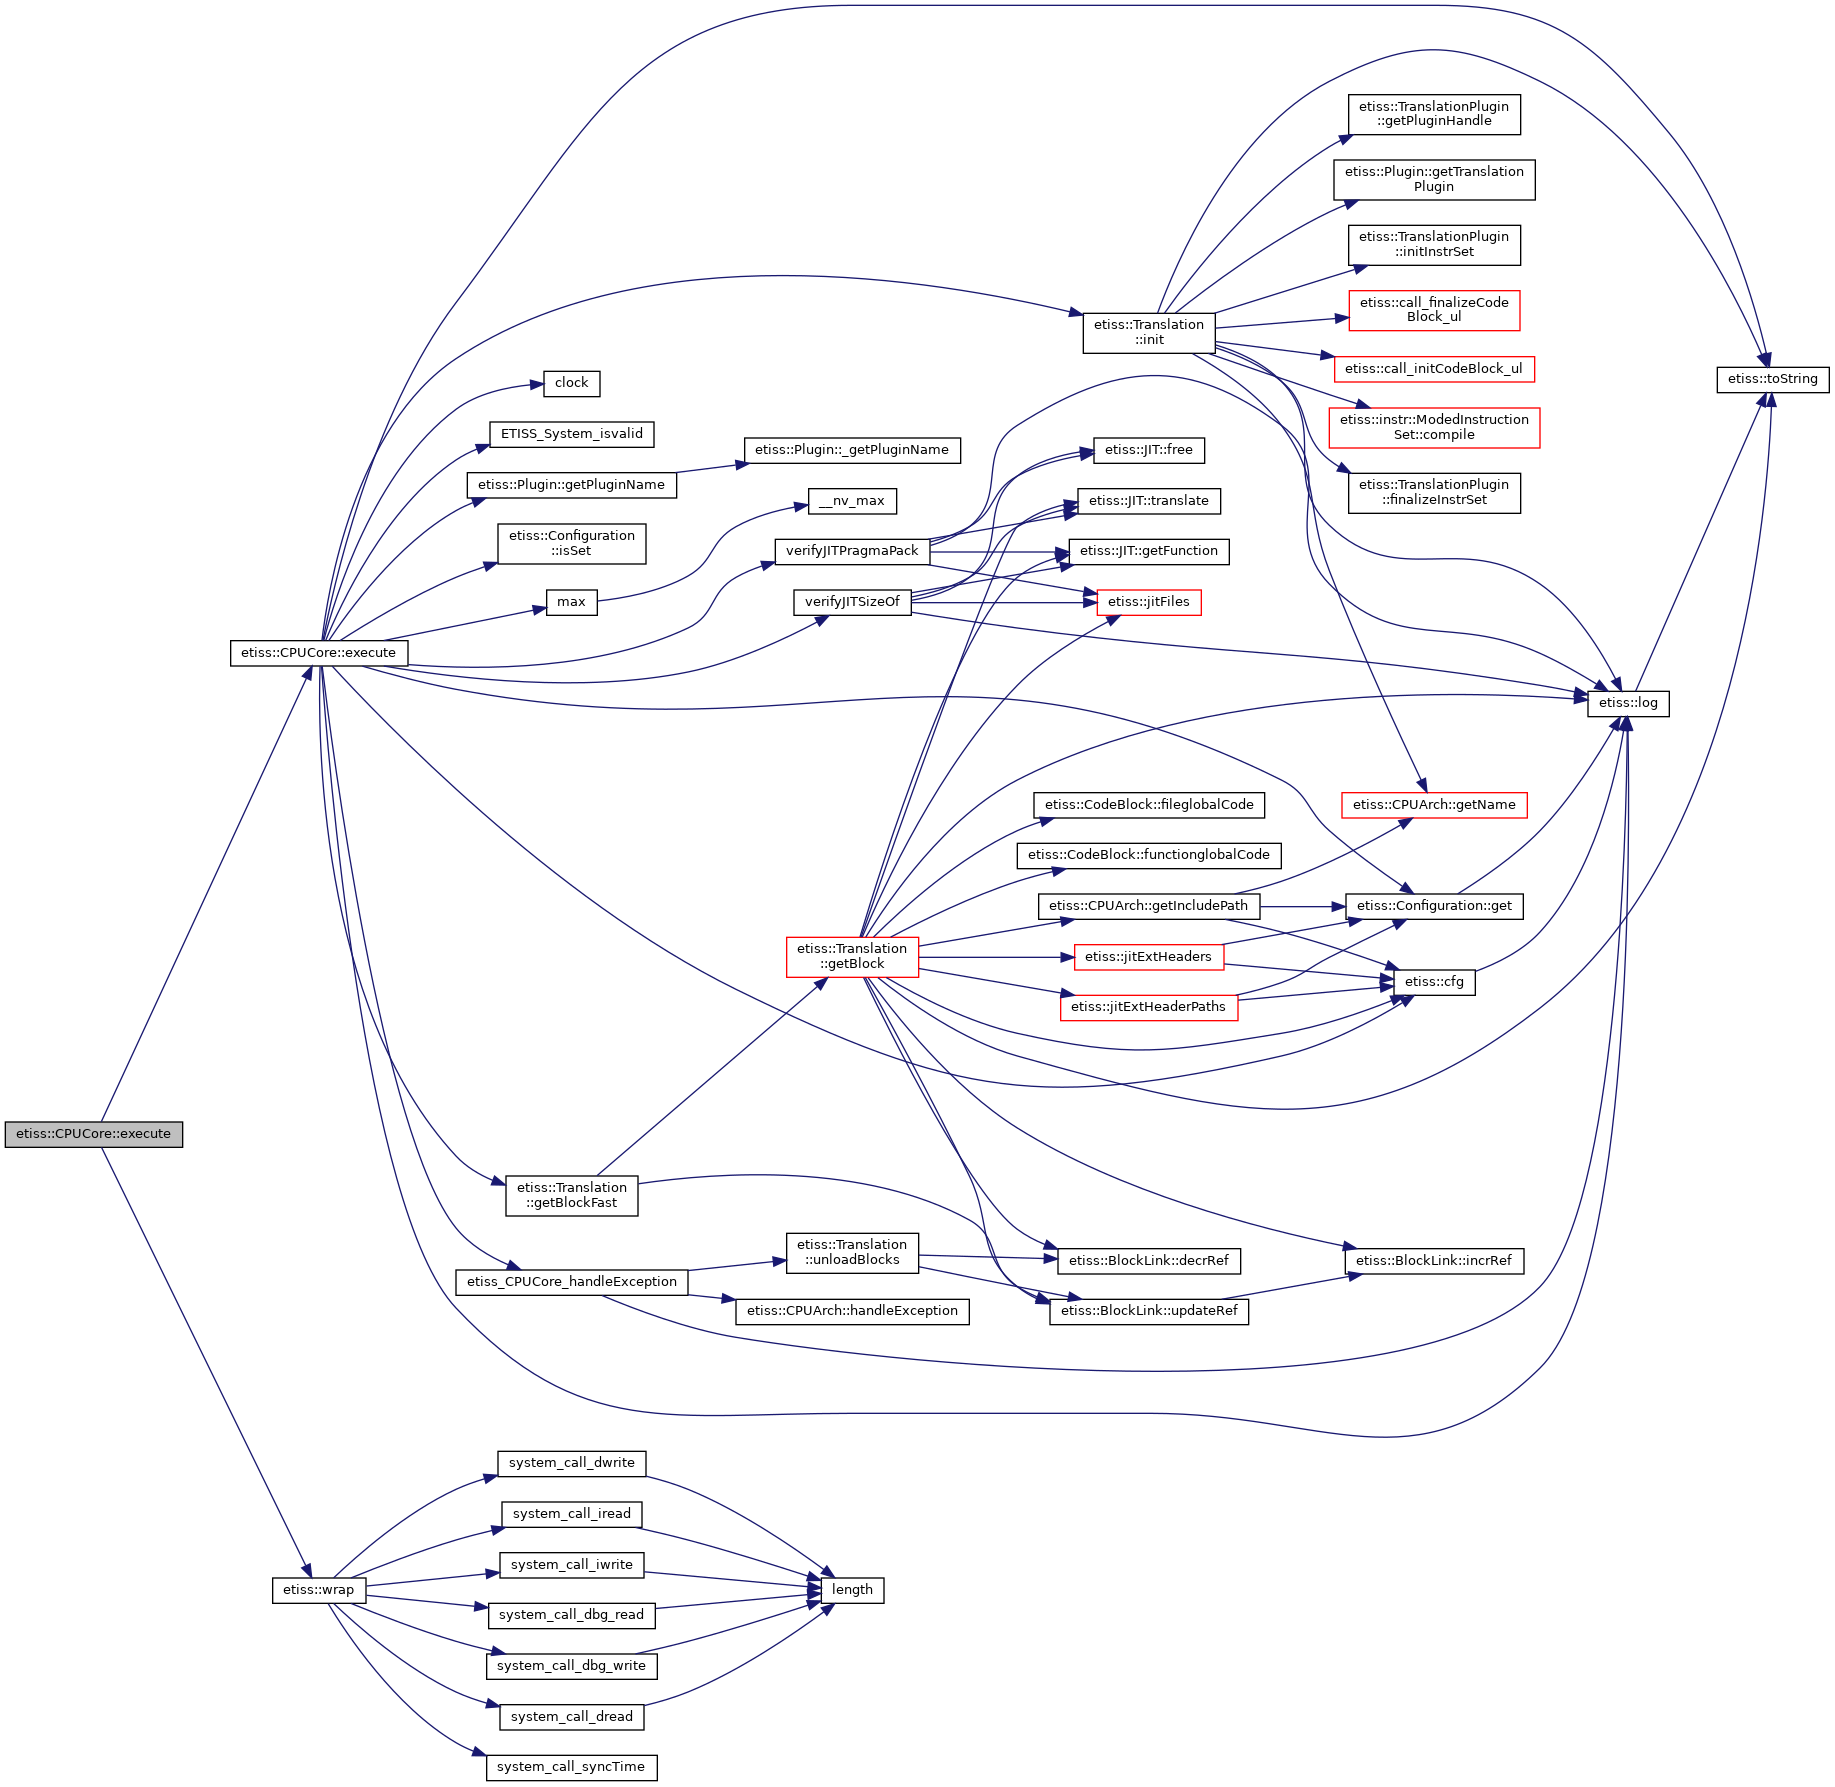 etiss::CPUCore::execute
etiss::CPUCore::execute
etiss::wrap
clock
ETISS_System_isvalid
etiss::Plugin::getPluginName
etiss::Configuration
::isSet
max
etiss::Translation
::getBlockFast
etiss_CPUCore_handleException
system_call_dwrite
system_call_iread
system_call_iwrite
system_call_dbg_read
system_call_dbg_write
system_call_dread
system_call_syncTime
etiss::Plugin::_getPluginName
__nv_max
verifyJITPragmaPack
verifyJITSizeOf
etiss::Translation
::getBlock
etiss::Translation
::unloadBlocks
etiss::CPUArch::handleException
length
etiss::Translation
::init
etiss::JIT::free
etiss::JIT::translate
etiss::JIT::getFunction
etiss::jitFiles
etiss::CodeBlock::fileglobalCode
etiss::CodeBlock::functionglobalCode
etiss::CPUArch::getIncludePath
etiss::jitExtHeaders
etiss::jitExtHeaderPaths
etiss::BlockLink::decrRef
etiss::BlockLink::updateRef
etiss::TranslationPlugin
::getPluginHandle
etiss::Plugin::getTranslation
Plugin
etiss::TranslationPlugin
::initInstrSet
etiss::call_finalizeCode
Block_ul
etiss::call_initCodeBlock_ul
etiss::instr::ModedInstruction
Set::compile
etiss::TranslationPlugin
::finalizeInstrSet
etiss::CPUArch::getName
etiss::Configuration::get
etiss::cfg
etiss::BlockLink::incrRef
etiss::log
etiss::toString